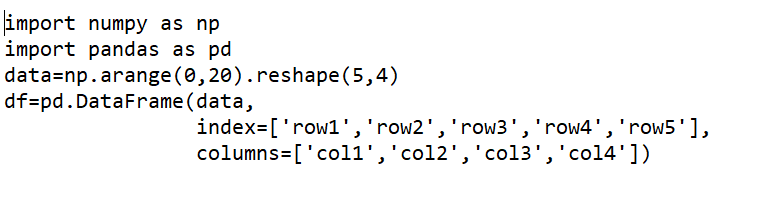 import numpy as np
import pandas as pd
data=np.arange(0,20).reshape(5,4)
df=pd.DataFrame(data,
                index=['row1','row2','row3','row4','row5'],
                columns=['col1','col2','col3','col4'])